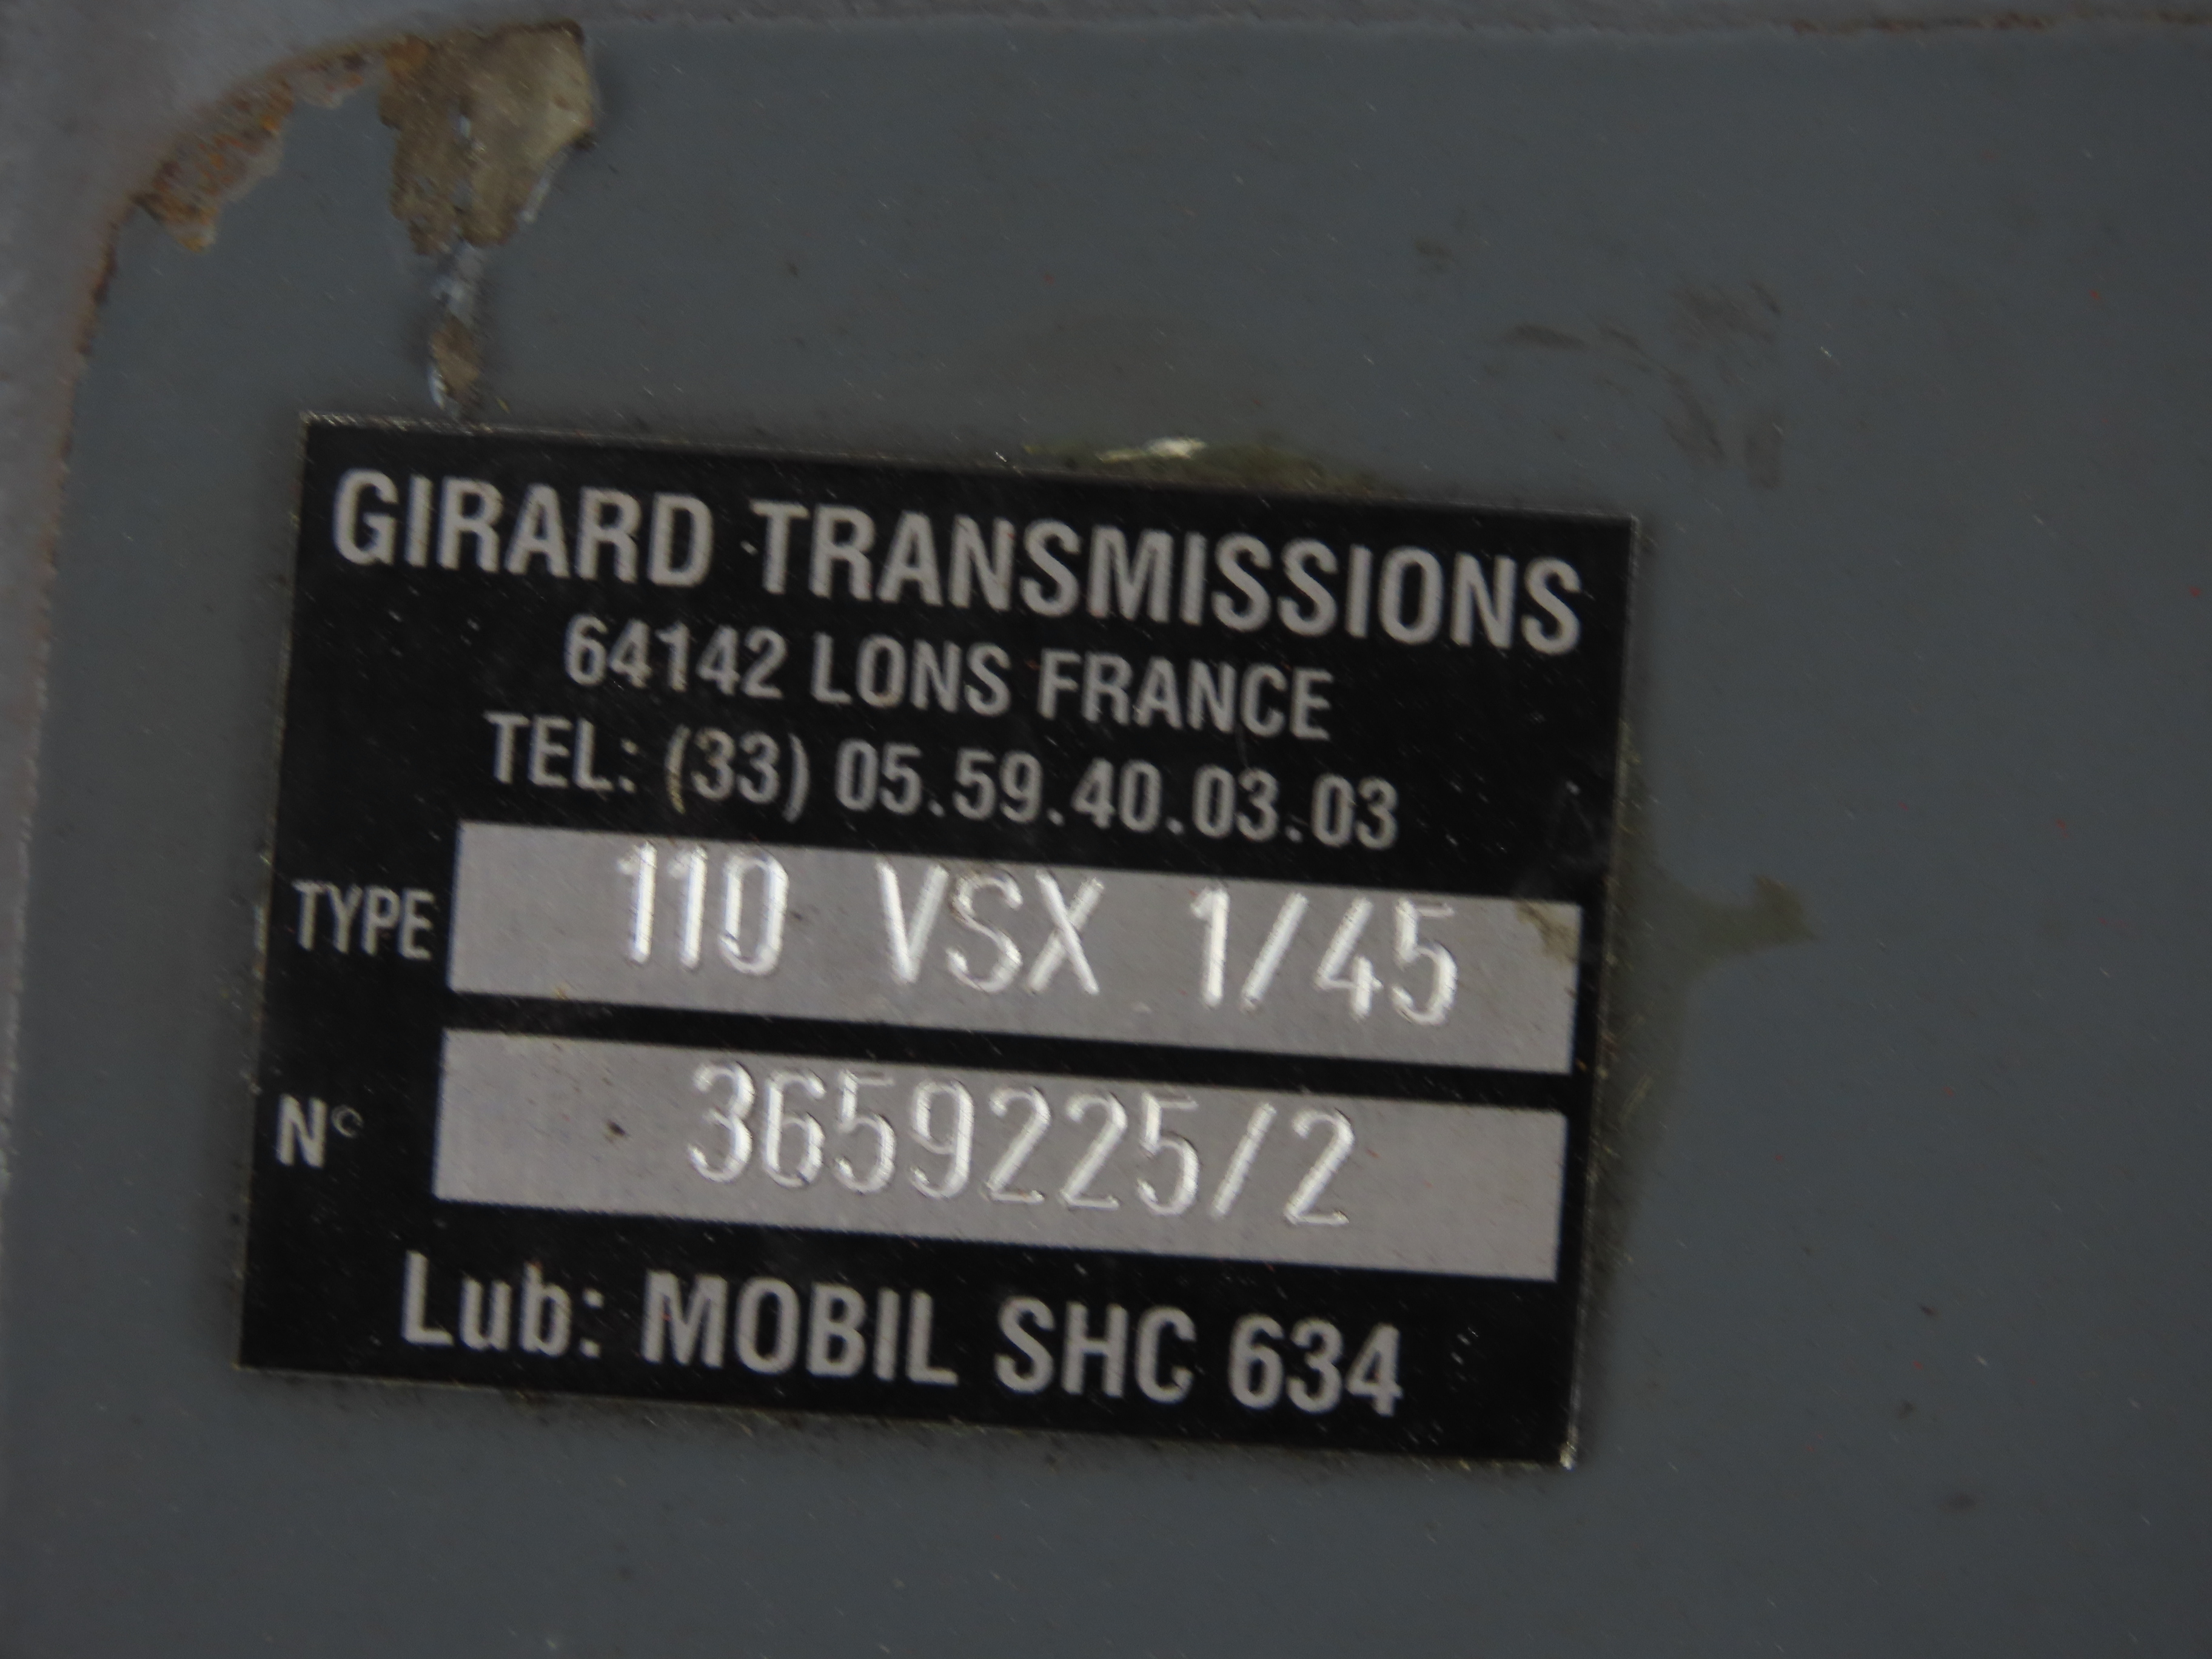 GIRARD TRANSMISSIONS
64142 LONS FRANCE
TEL: (33) 05.59.40.03.03
TYPE 110 VSX 1/45
N° 3659225/2
Lub: MOBIL SHC 634